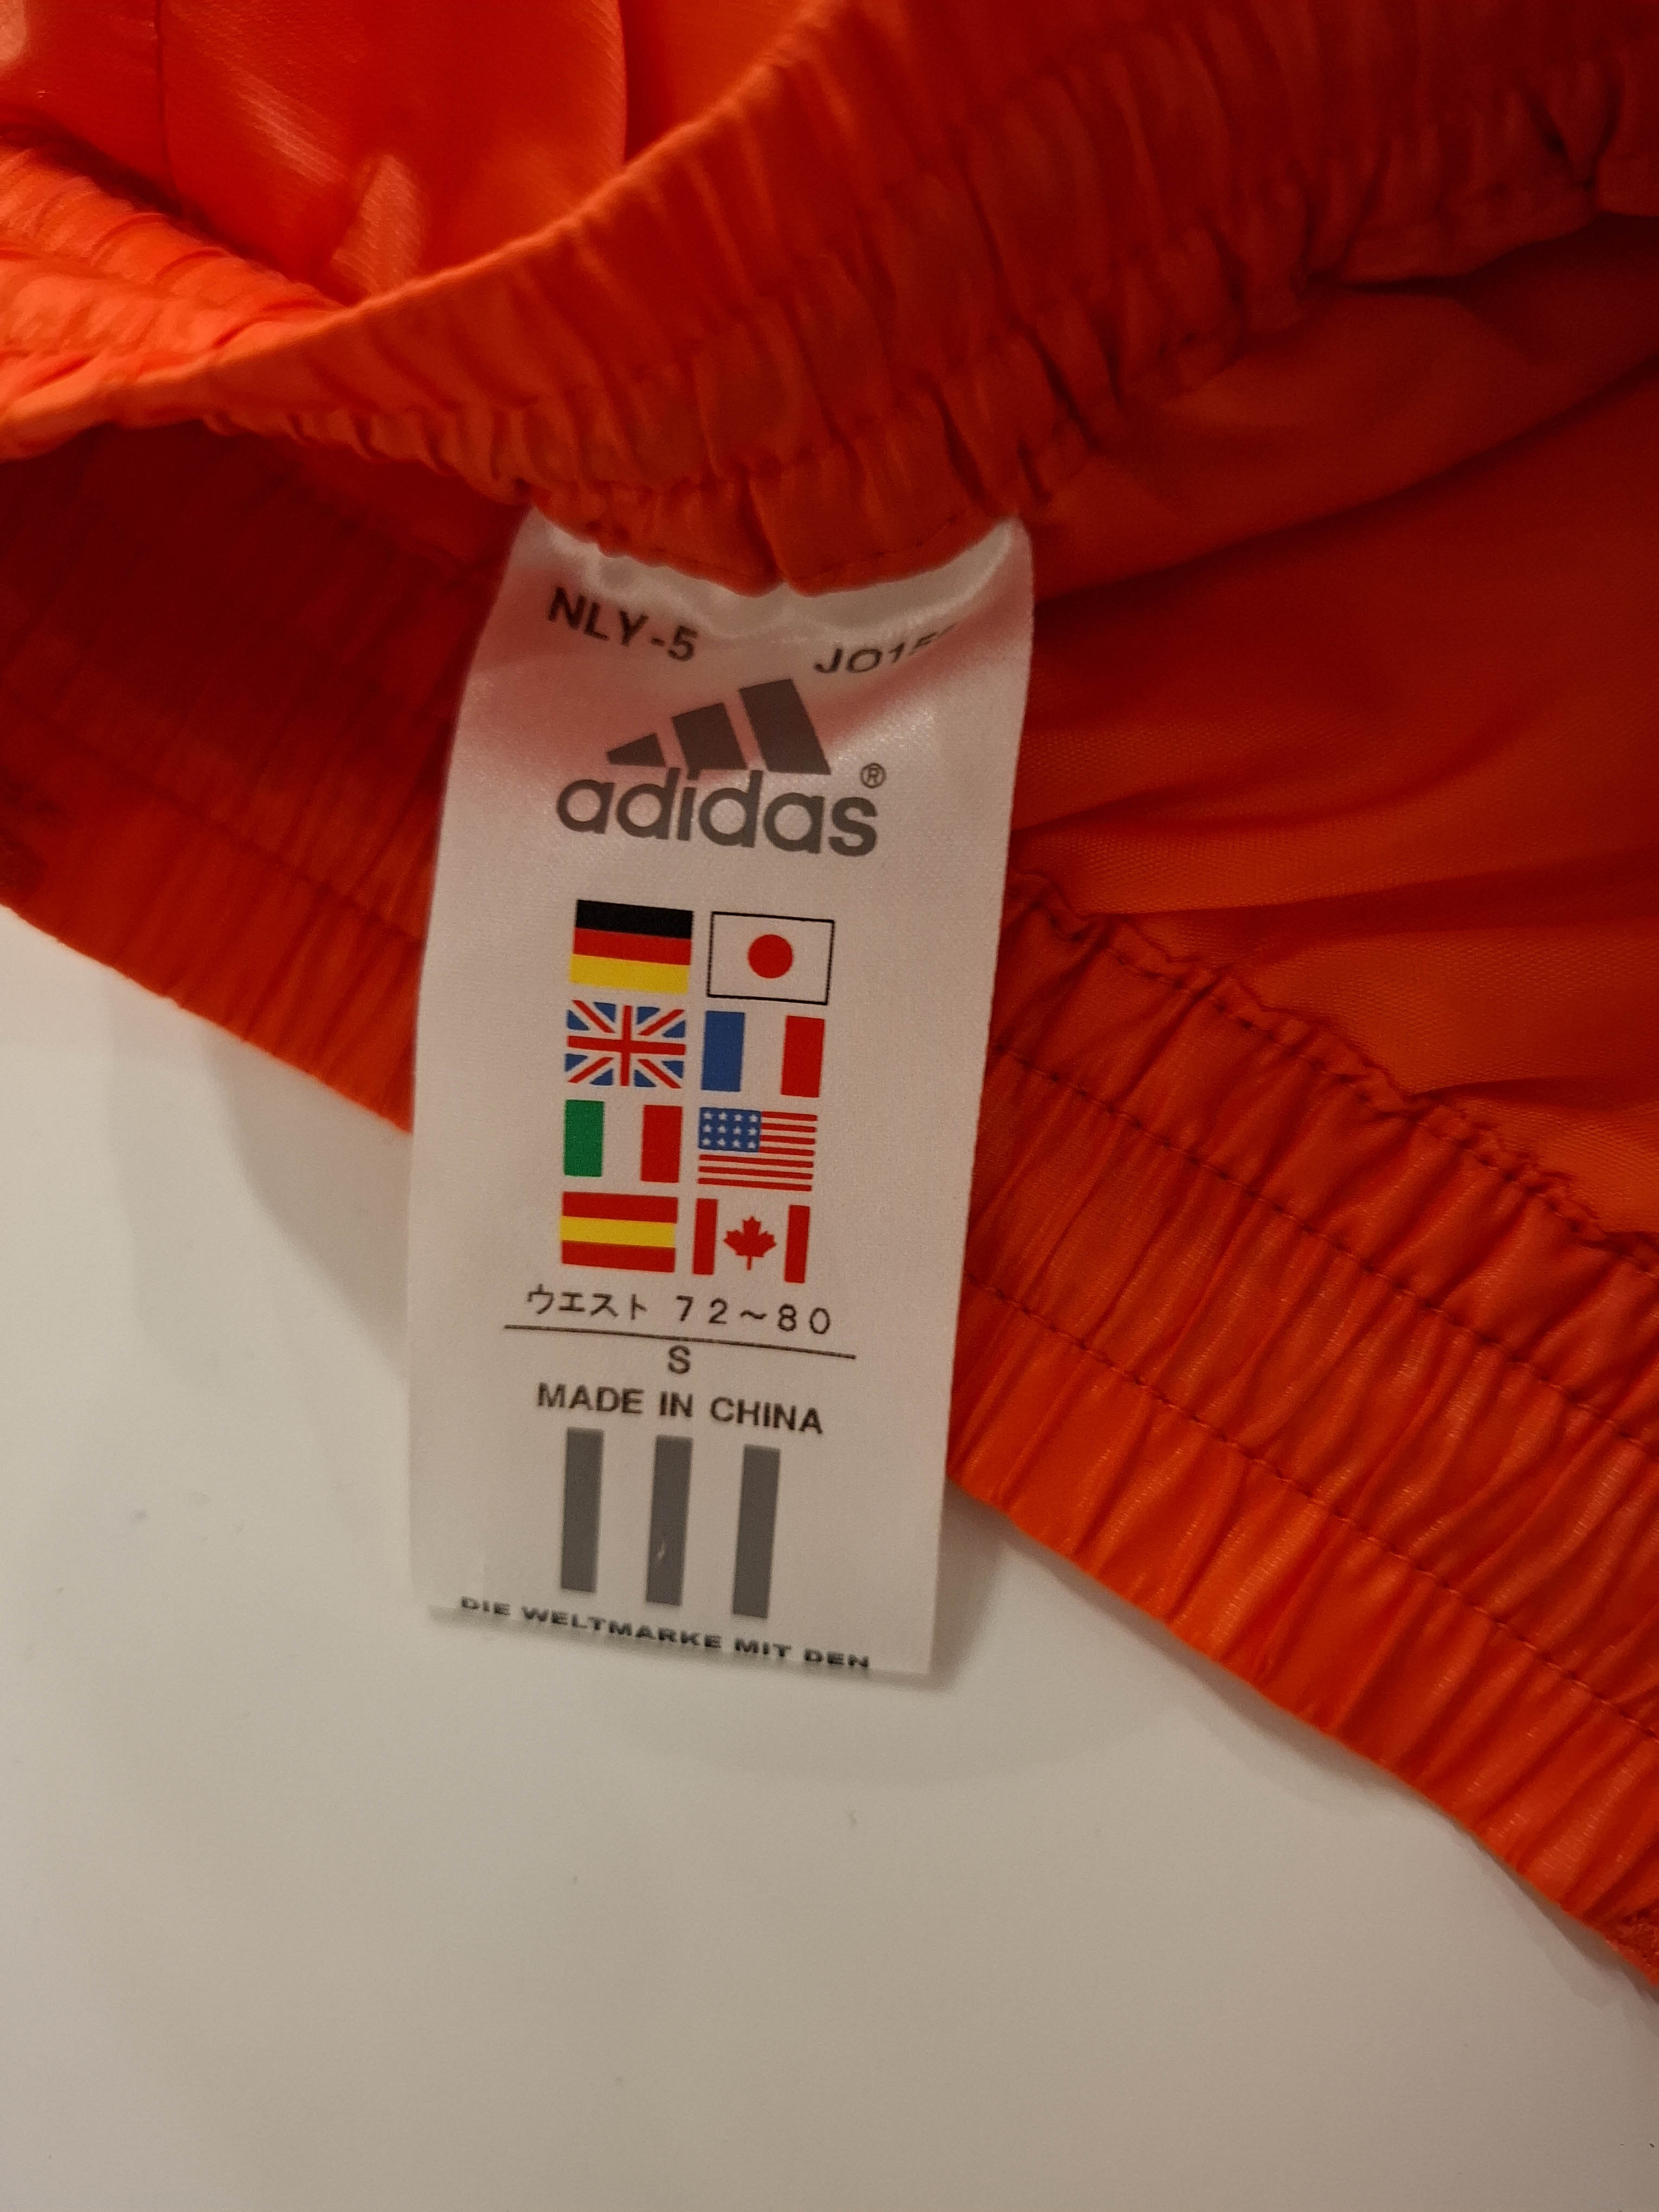 NLY-5
adidas®
ウエスト 72～80
S
MADE IN CHINA
DIE WELTMARKE MIT DEN